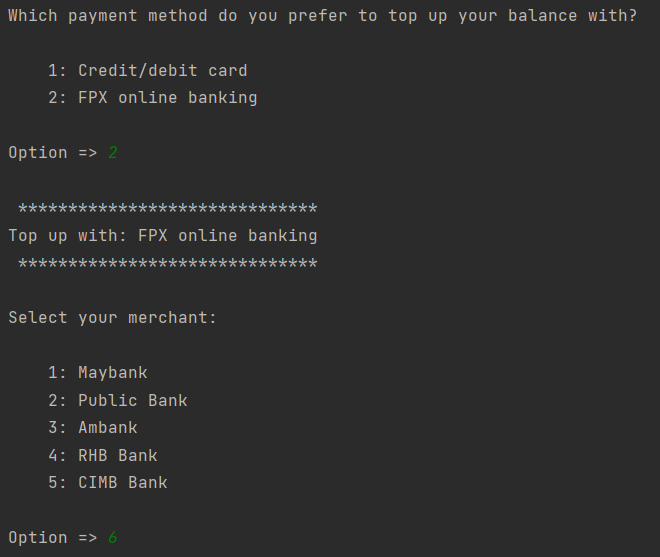 Which payment method do you prefer to top up your balance with?
1: Credit/debit card
2: FPX online banking
Option => 2
******************************
Top up with: FPX online banking
******************************
Select your merchant:
1: Maybank
2: Public Bank
3: Ambank
4: RHB Bank
5: CIMB Bank
Option => 6